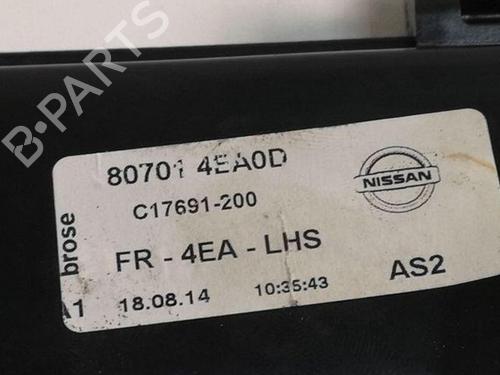 B-PARTS
80701 4EA0D
NISSAN
C17691-200
brose
FR - 4EA - LHS
AS2
A1
18.08.14
10:35:43